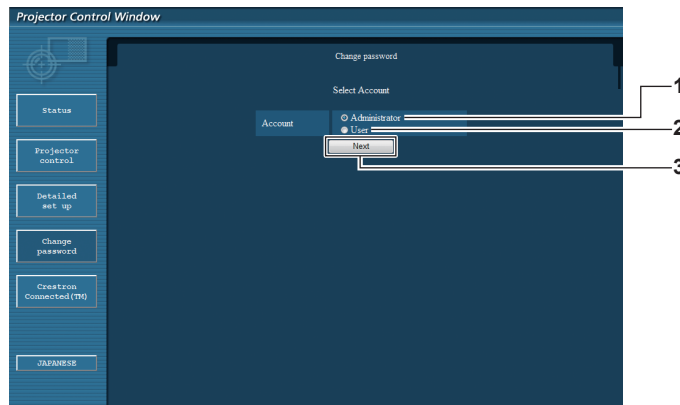 Projector Control Window
Change password
Select Account
Account
Administrator
User
Next
Status
Projector
control
Detailed
set up
Change
password
Crestron
Connected(TM)
JAPANESE
1
2
3